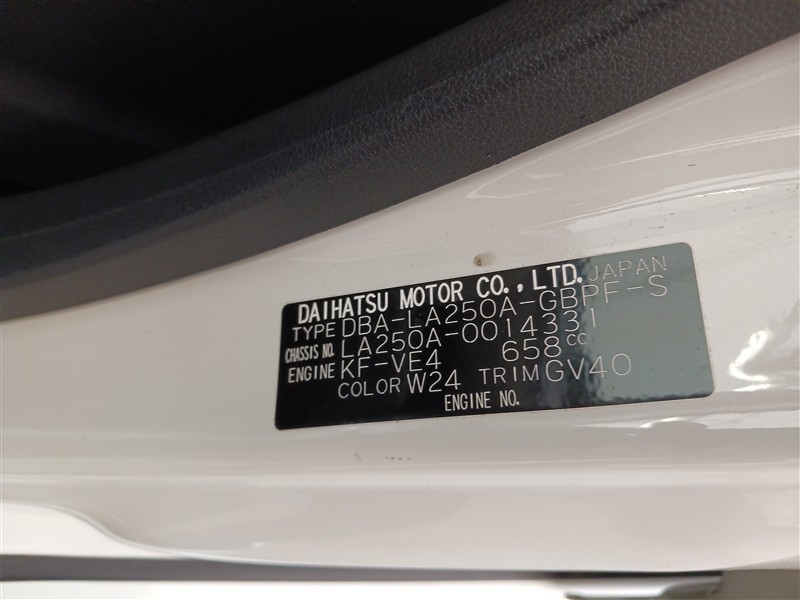 DAIHATSU MOTOR CO., LTD. JAPAN
TYPE DBA-LA250A-GBPF-S
CHASSIS NO. LA250A-0014331
ENGINE KF-VE4 658CC
COLOR W24 TRIM GV40
ENGINE NO.